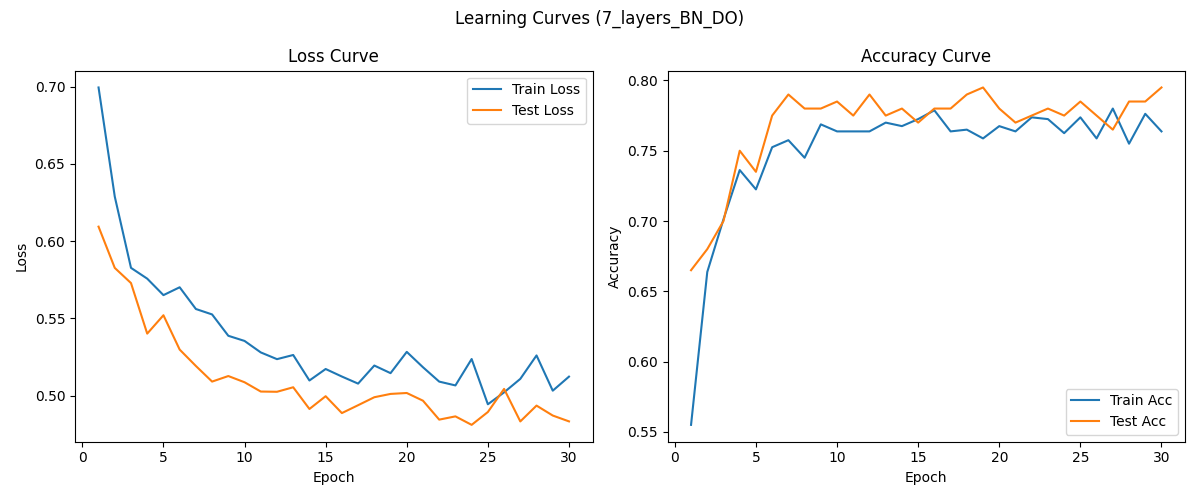 Learning Curves (7_layers_BN_DO)
Loss Curve
Train Loss
Test Loss
0.70
0.65
0.60
0.55
0.50
Loss
0 5 10 15 20 25 30
Epoch
Accuracy Curve
0.80
0.75
0.70
0.65
0.60
0.55
Accuracy
Train Acc
Test Acc
0 5 10 15 20 25 30
Epoch